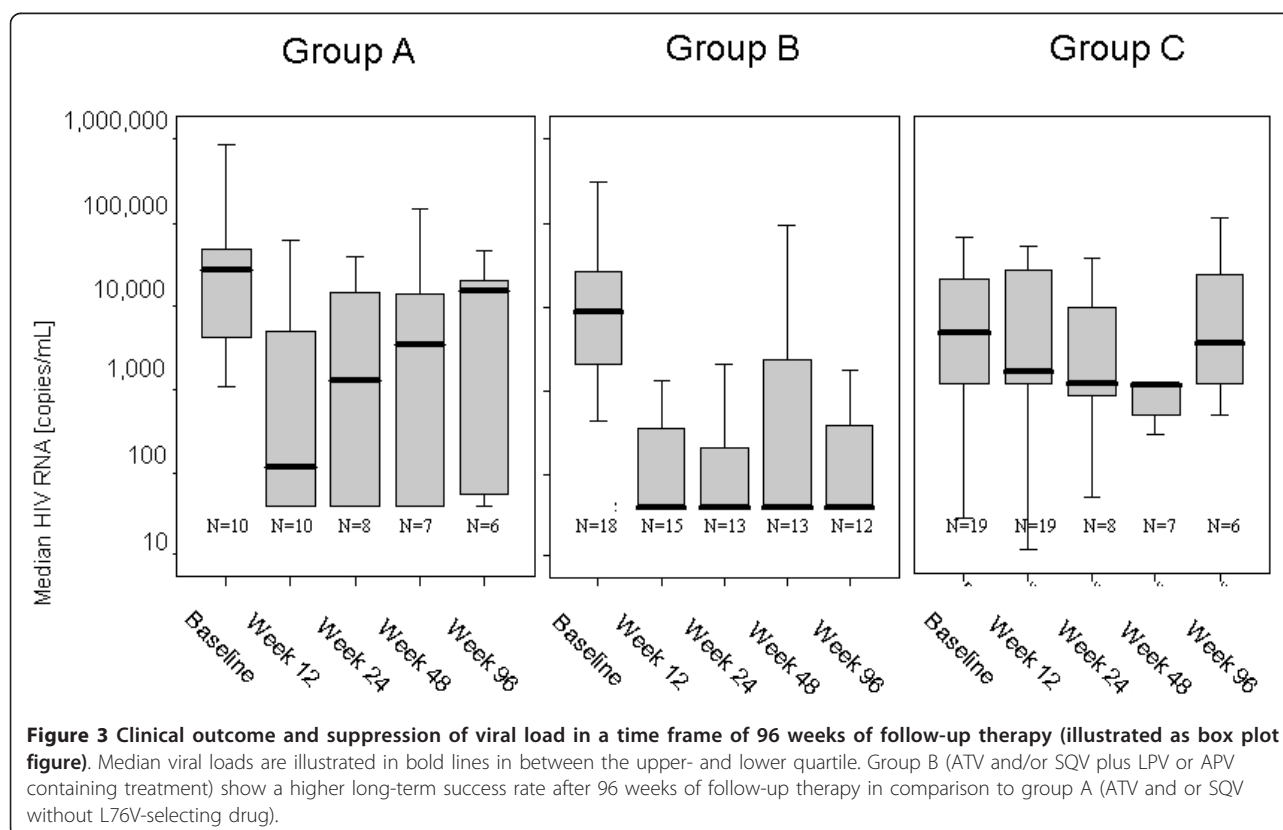 Group A
Group B
Group C
Median HIV RNA [copies/mL]
1,000,000
100,000
10,000
1,000
100
10
N=10
N=10
N=8
N=7
N=6
N=18
N=15
N=13
N=13
N=12
N=19
N=19
N=8
N=7
N=6
Baseline
Week 12
Week 24
Week 48
Week 96
Baseline
Week 12
Week 24
Week 48
Week 96
Baseline
Week 12
Week 24
Week 48
Week 96
Figure 3 Clinical outcome and suppression of viral load in a time frame of 96 weeks of follow-up therapy (illustrated as box plot
figure). Median viral loads are illustrated in bold lines in between the upper- and lower quartile. Group B (ATV and/or SQV plus LPV or APV
containing treatment) show a higher long-term success rate after 96 weeks of follow-up therapy in comparison to group A (ATV and or SQV
without L76V-selecting drug).